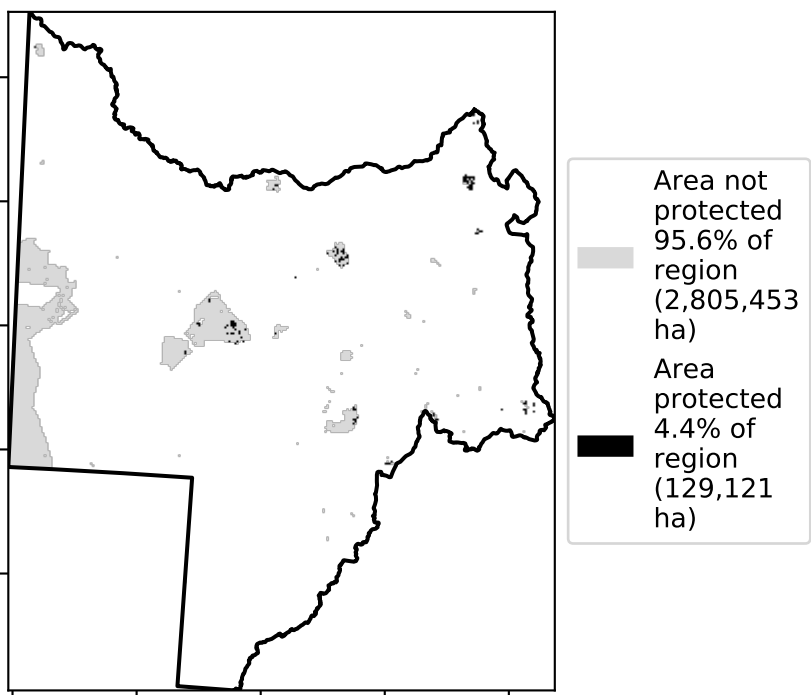 Area not
protected
95.6% of
region
(2,805,453
ha)
Area
protected
4.4% of
region
(129,121
ha)